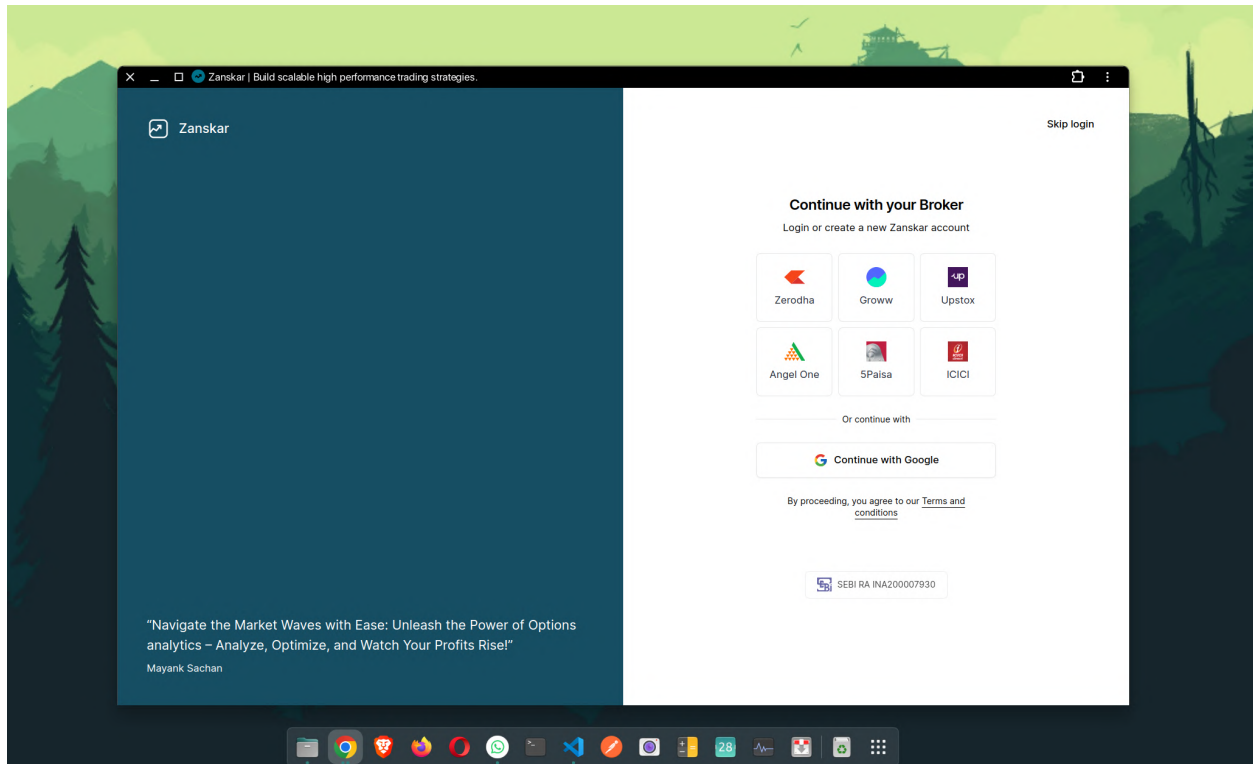 Zanskar | Build scalable high performance trading strategies.
Zanskar
Skip login
Continue with your Broker
Login or create a new Zanskar account
Zerodha
Groww
up
Upstox
Angel One
5Paisa
ICICI
Or continue with
Continue with Google
By proceeding, you agree to our Terms and
conditions
SEBI RA INA200007930
“Navigate the Market Waves with Ease: Unleash the Power of Options
analytics – Analyze, Optimize, and Watch Your Profits Rise!”
Mayank Sachan
28